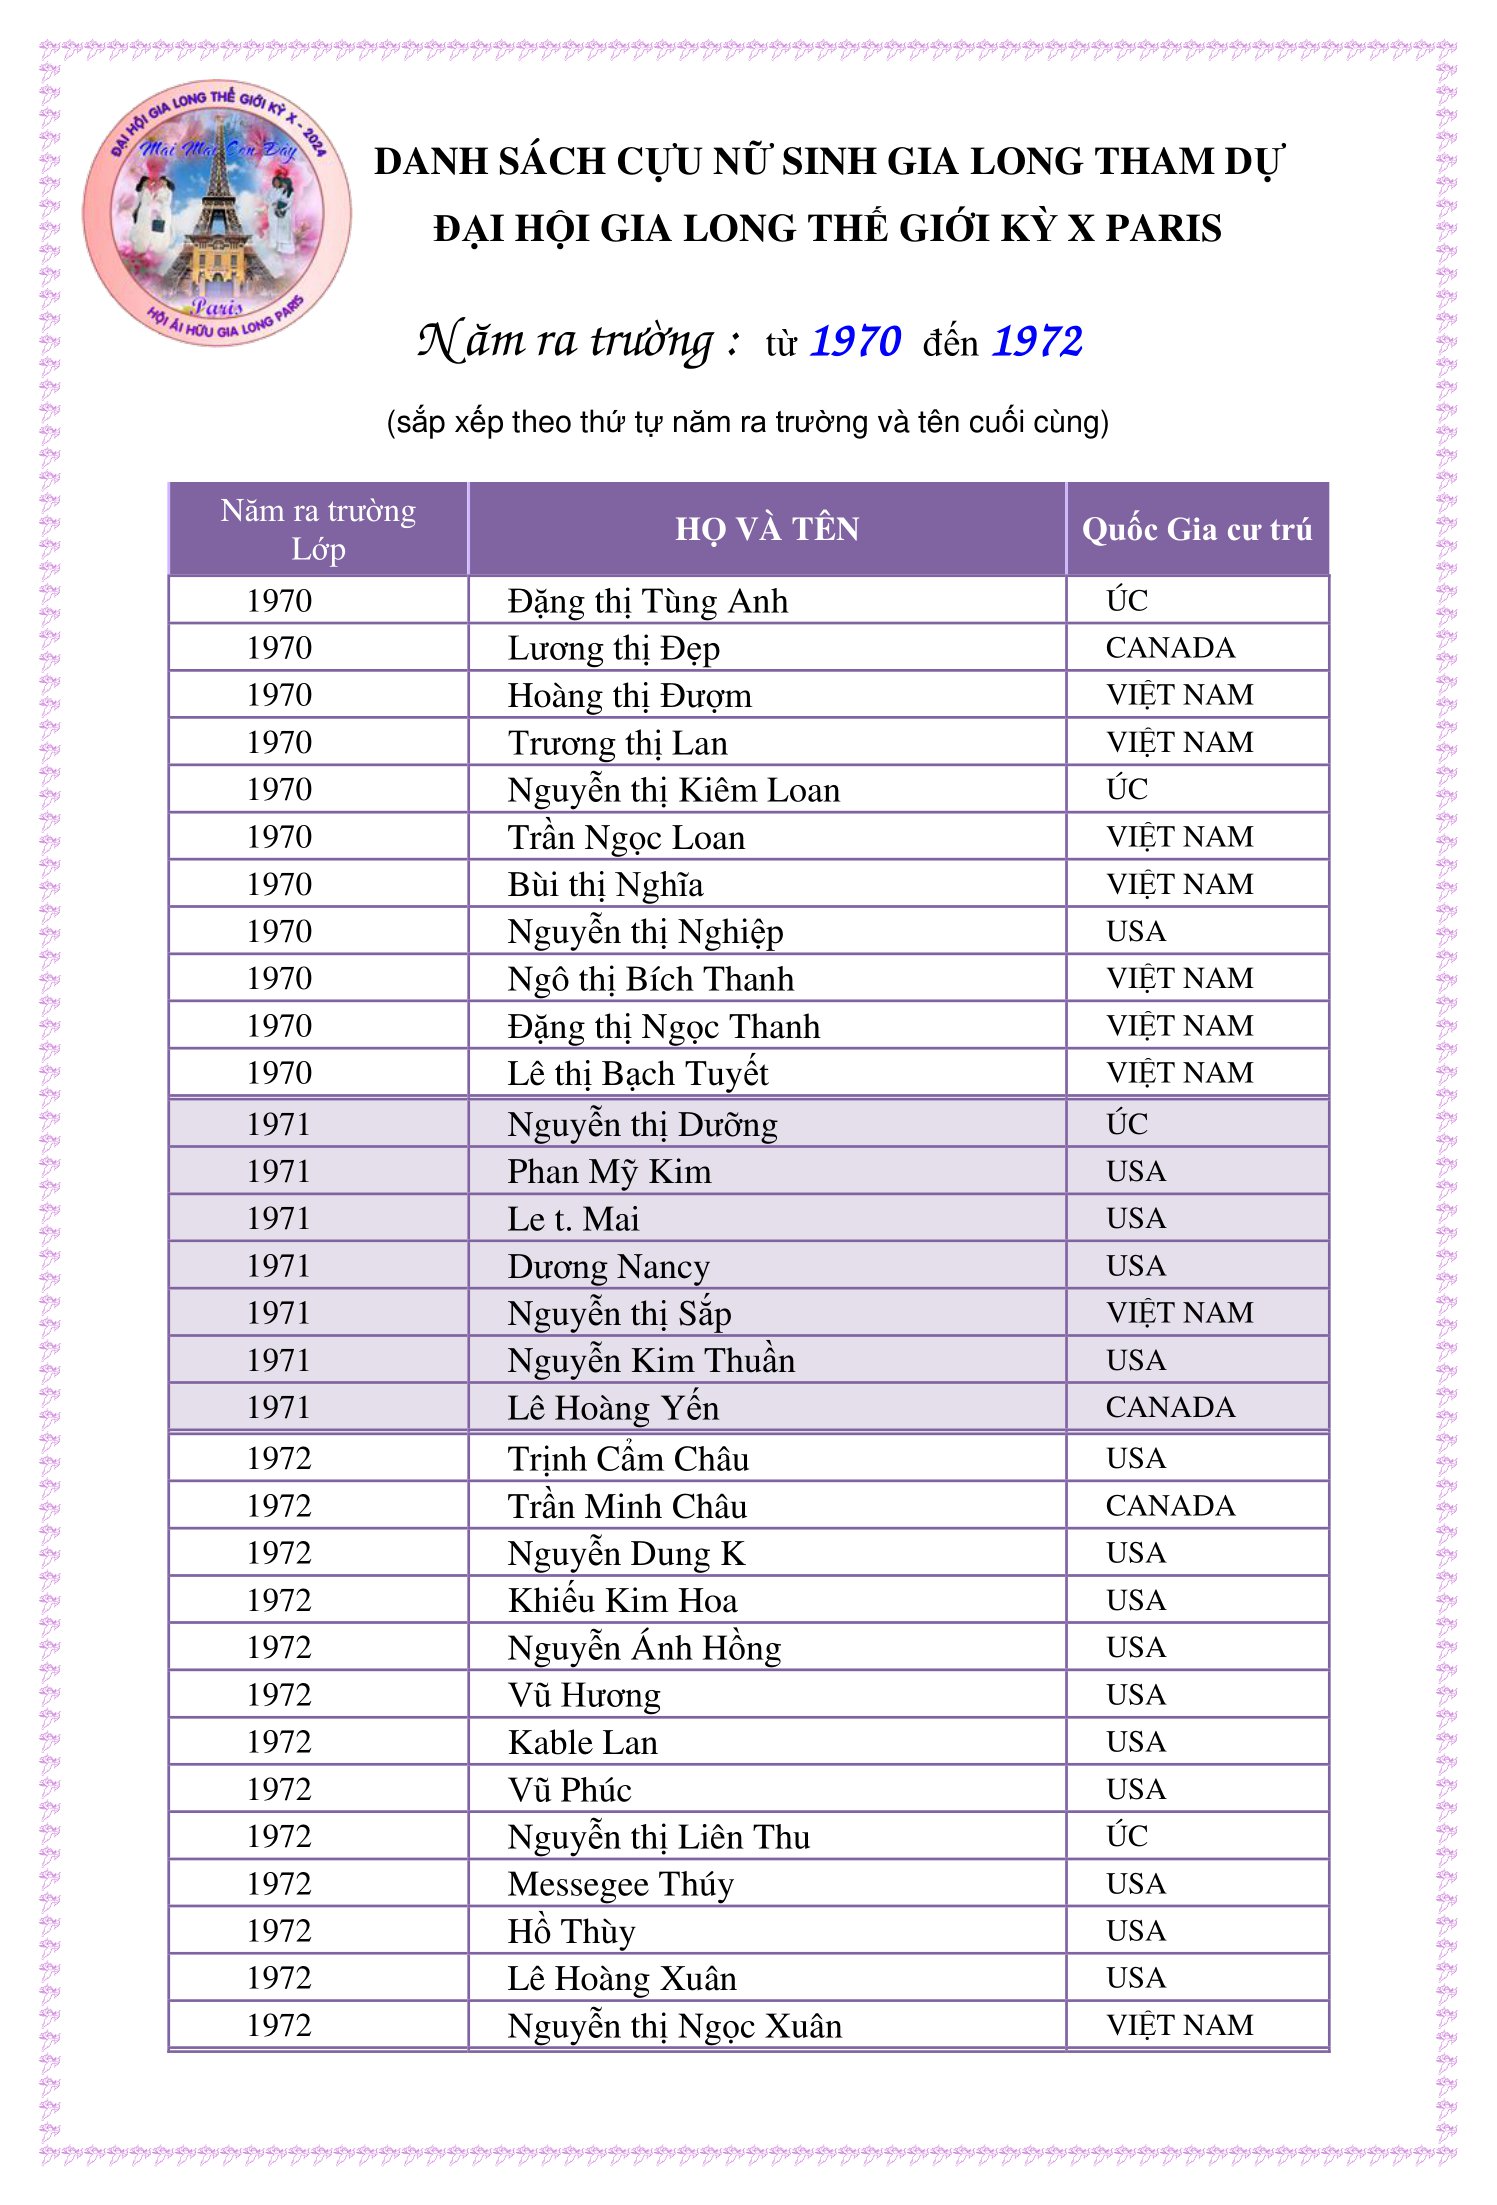 ĐẠI HỘI GIA LONG THẾ GIỚI KỲ X - 2024
Mãi Mãi Còn Đây
Paris
HỘI ÁI HỮU GIA LONG PARIS
DANH SÁCH CỰU NỮ SINH GIA LONG THAM DỰ
ĐẠI HỘI GIA LONG THẾ GIỚI KỲ X PARIS
Năm ra trường : từ 1970 đến 1972
(sắp xếp theo thứ tự năm ra trường và tên cuối cùng)
Năm ra trường
Lớp
HỌ VÀ TÊN
Quốc Gia cư trú
1970 Đặng thị Tùng Anh ÚC
1970 Lương thị Đẹp CANADA
1970 Hoàng thị Đượm VIỆT NAM
1970 Trương thị Lan VIỆT NAM
1970 Nguyễn thị Kiêm Loan ÚC
1970 Trần Ngọc Loan VIỆT NAM
1970 Bùi thị Nghĩa VIỆT NAM
1970 Nguyễn thị Nghiệp USA
1970 Ngô thị Bích Thanh VIỆT NAM
1970 Đặng thị Ngọc Thanh VIỆT NAM
1970 Lê thị Bạch Tuyết VIỆT NAM
1971 Nguyễn thị Dưỡng ÚC
1971 Phan Mỹ Kim USA
1971 Le t. Mai USA
1971 Dương Nancy USA
1971 Nguyễn thị Sắp VIỆT NAM
1971 Nguyễn Kim Thuần USA
1971 Lê Hoàng Yến CANADA
1972 Trịnh Cẩm Châu USA
1972 Trần Minh Châu CANADA
1972 Nguyễn Dung K USA
1972 Khiếu Kim Hoa USA
1972 Nguyễn Ánh Hồng USA
1972 Vũ Hương USA
1972 Kable Lan USA
1972 Vũ Phúc USA
1972 Nguyễn thị Liên Thu ÚC
1972 Messegee Thúy USA
1972 Hồ Thùy USA
1972 Lê Hoàng Xuân USA
1972 Nguyễn thị Ngọc Xuân VIỆT NAM